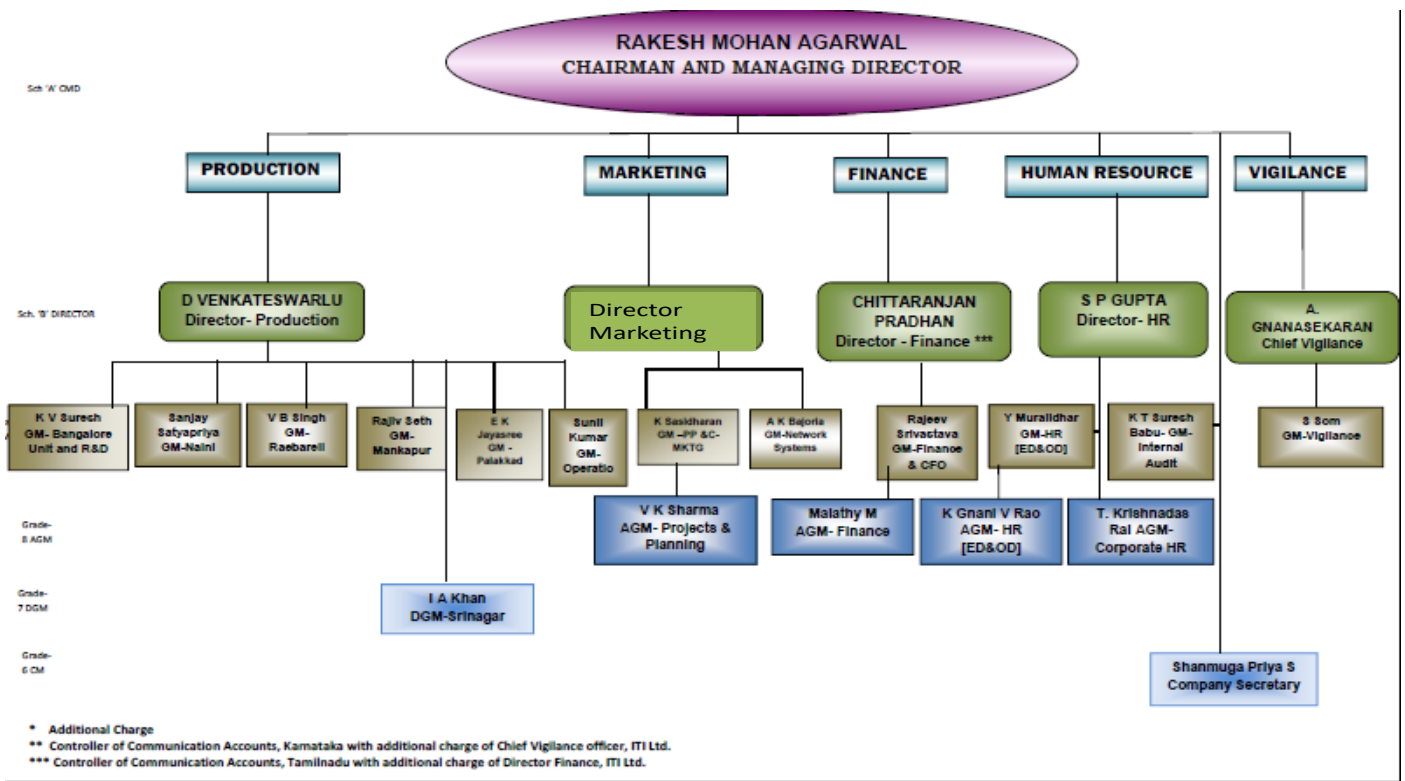 RAKESH MOHAN AGARWAL
CHAIRMAN AND MANAGING DIRECTOR
Sch 'A' CMD
PRODUCTION
MARKETING
FINANCE
HUMAN RESOURCE
VIGILANCE
Sch. 'B' DIRECTOR
D VENKATESWARLU
Director- Production
Director
Marketing
CHITTARANJAN
PRADHAN
Director - Finance ***
S P GUPTA
Director- HR
A.
GNANASEKARAN
Chief Vigilance
K V Suresh
GM- Bangalore
Unit and R&D
Sanjay
Satyapriya
GM-Naini
V B Singh
GM-
Raebareli
Rajiv Seth
GM-
Mankapur
E K
Jayasree
GM -
Palakkad
Sunil
Kumar
GM-
Operatio
K Sasidharan
GM –PP &C-
MKTG
A K Bajoria
GM-Network
Systems
Rajeev
Srivastava
GM-Finance
& CFO
Y Muralidhar
GM-HR
[ED&OD]
K T Suresh
Babu- GM-
Internal
Audit
S Som
GM-Vigilance
Grade-
8 AGM
V K Sharma
AGM- Projects &
Planning
Malathy M
AGM- Finance
K Gnani V Rao
AGM- HR
[ED&OD]
T. Krishnadas
Rai AGM-
Corporate HR
Grade-
7 DGM
I A Khan
DGM-Srinagar
Grade-
6 CM
Shanmuga Priya S
Company Secretary
* Additional Charge
** Controller of Communication Accounts, Karnataka with additional charge of Chief Vigilance officer, ITI Ltd.
*** Controller of Communication Accounts, Tamilnadu with additional charge of Director Finance, ITI Ltd.